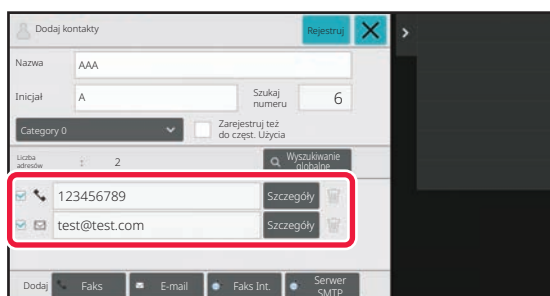 Dodaj kontakty Rejestruj
Nazwa AAA
Inicjał A Szukaj numeru 6
Category 0 Zarejestruj też do częst. Użycia
Liczba adresów : 2 Wyszukiwanie globalne
123456789 Szczegóły
test@test.com Szczegóły
Dodaj Faks E-mail Faks Int. Serwer SMTP